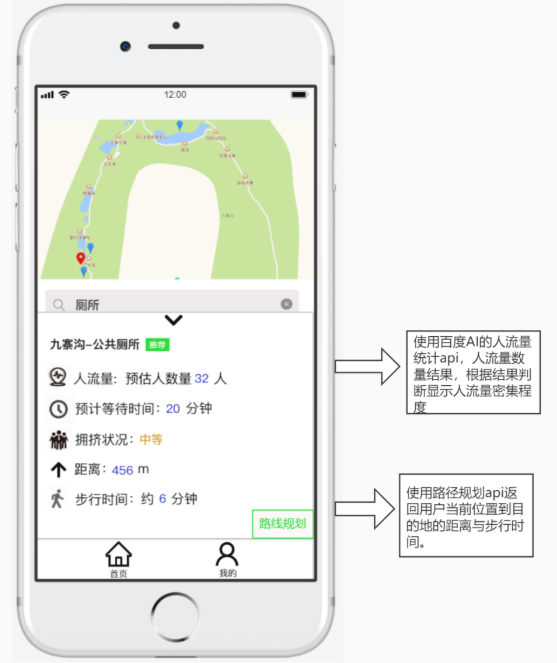 12:00
厕所
九寨沟–公共厕所 推荐
人流量：预估人数量 32 人
预计等待时间：20 分钟
拥挤状况：中等
距离：456 m
步行时间：约 6 分钟
路线规划
首页
我的
使用百度AI的人流量
统计api，人流量数
量结果，根据结果判
断显示人流量密集程
度
使用路径规划api返
回用户当前位置到目
的地的距离与步行时
间。